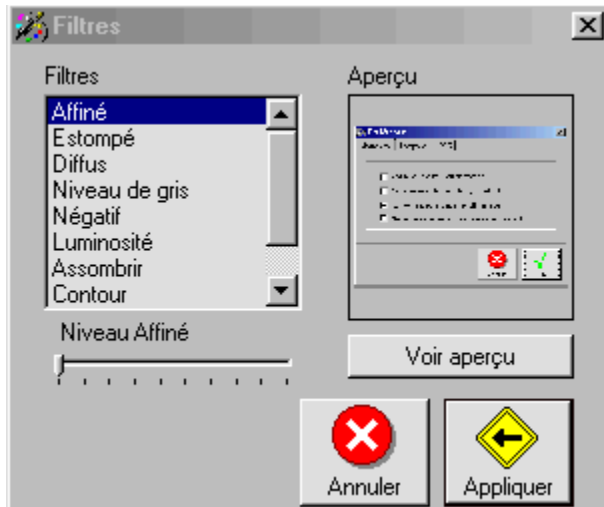 Filtres
Filtres
Aperçu
Affiné
Estompé
Diffus
Niveau de gris
Négatif
Luminosité
Assombrir
Contour
Niveau Affiné
Voir aperçu
Annuler
Appliquer